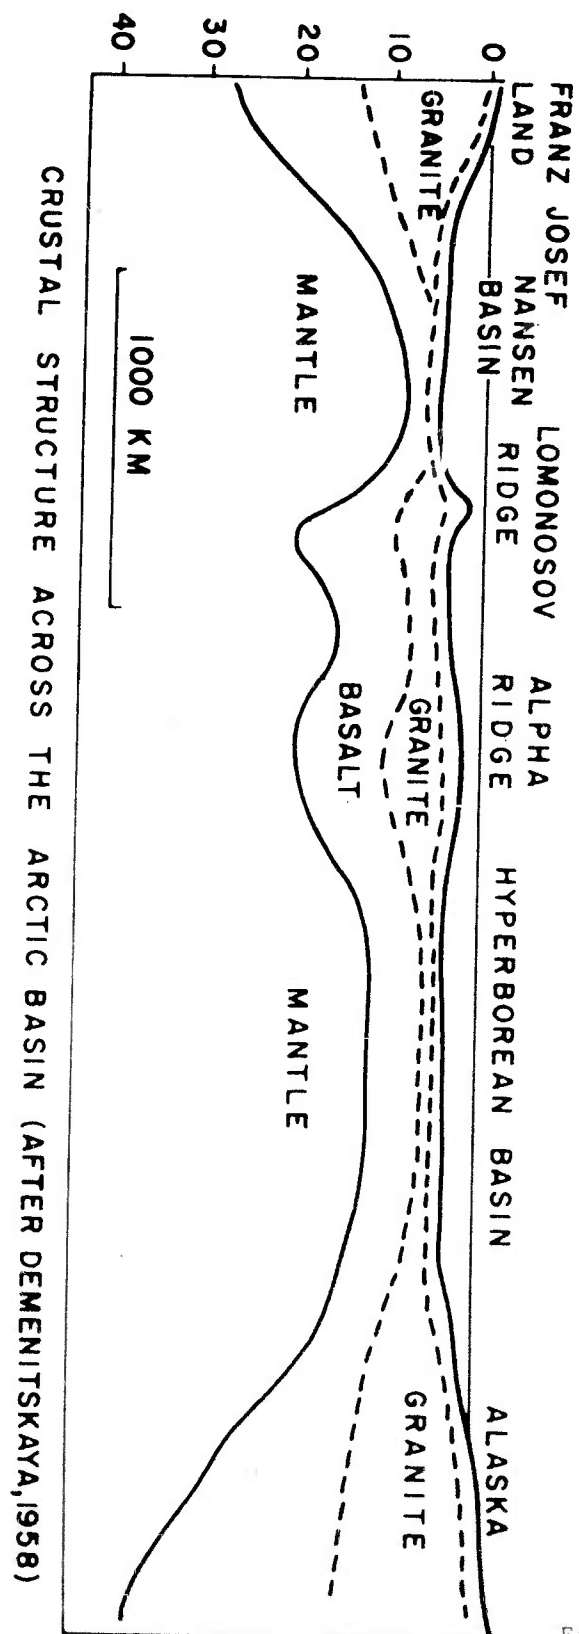 FRANZ JOSEF
LAND
NANSEN
BASIN
LOMONOSOV
RIDGE
ALPHA
RIDGE
HYPERBOREAN BASIN
ALASKA
0
10
20
30
40
GRANITE
GRANITE
GRANITE
BASALT
MANTLE
MANTLE
1000 KM
CRUSTAL STRUCTURE ACROSS THE ARCTIC BASIN (AFTER DEMENITSKAYA, 1958)